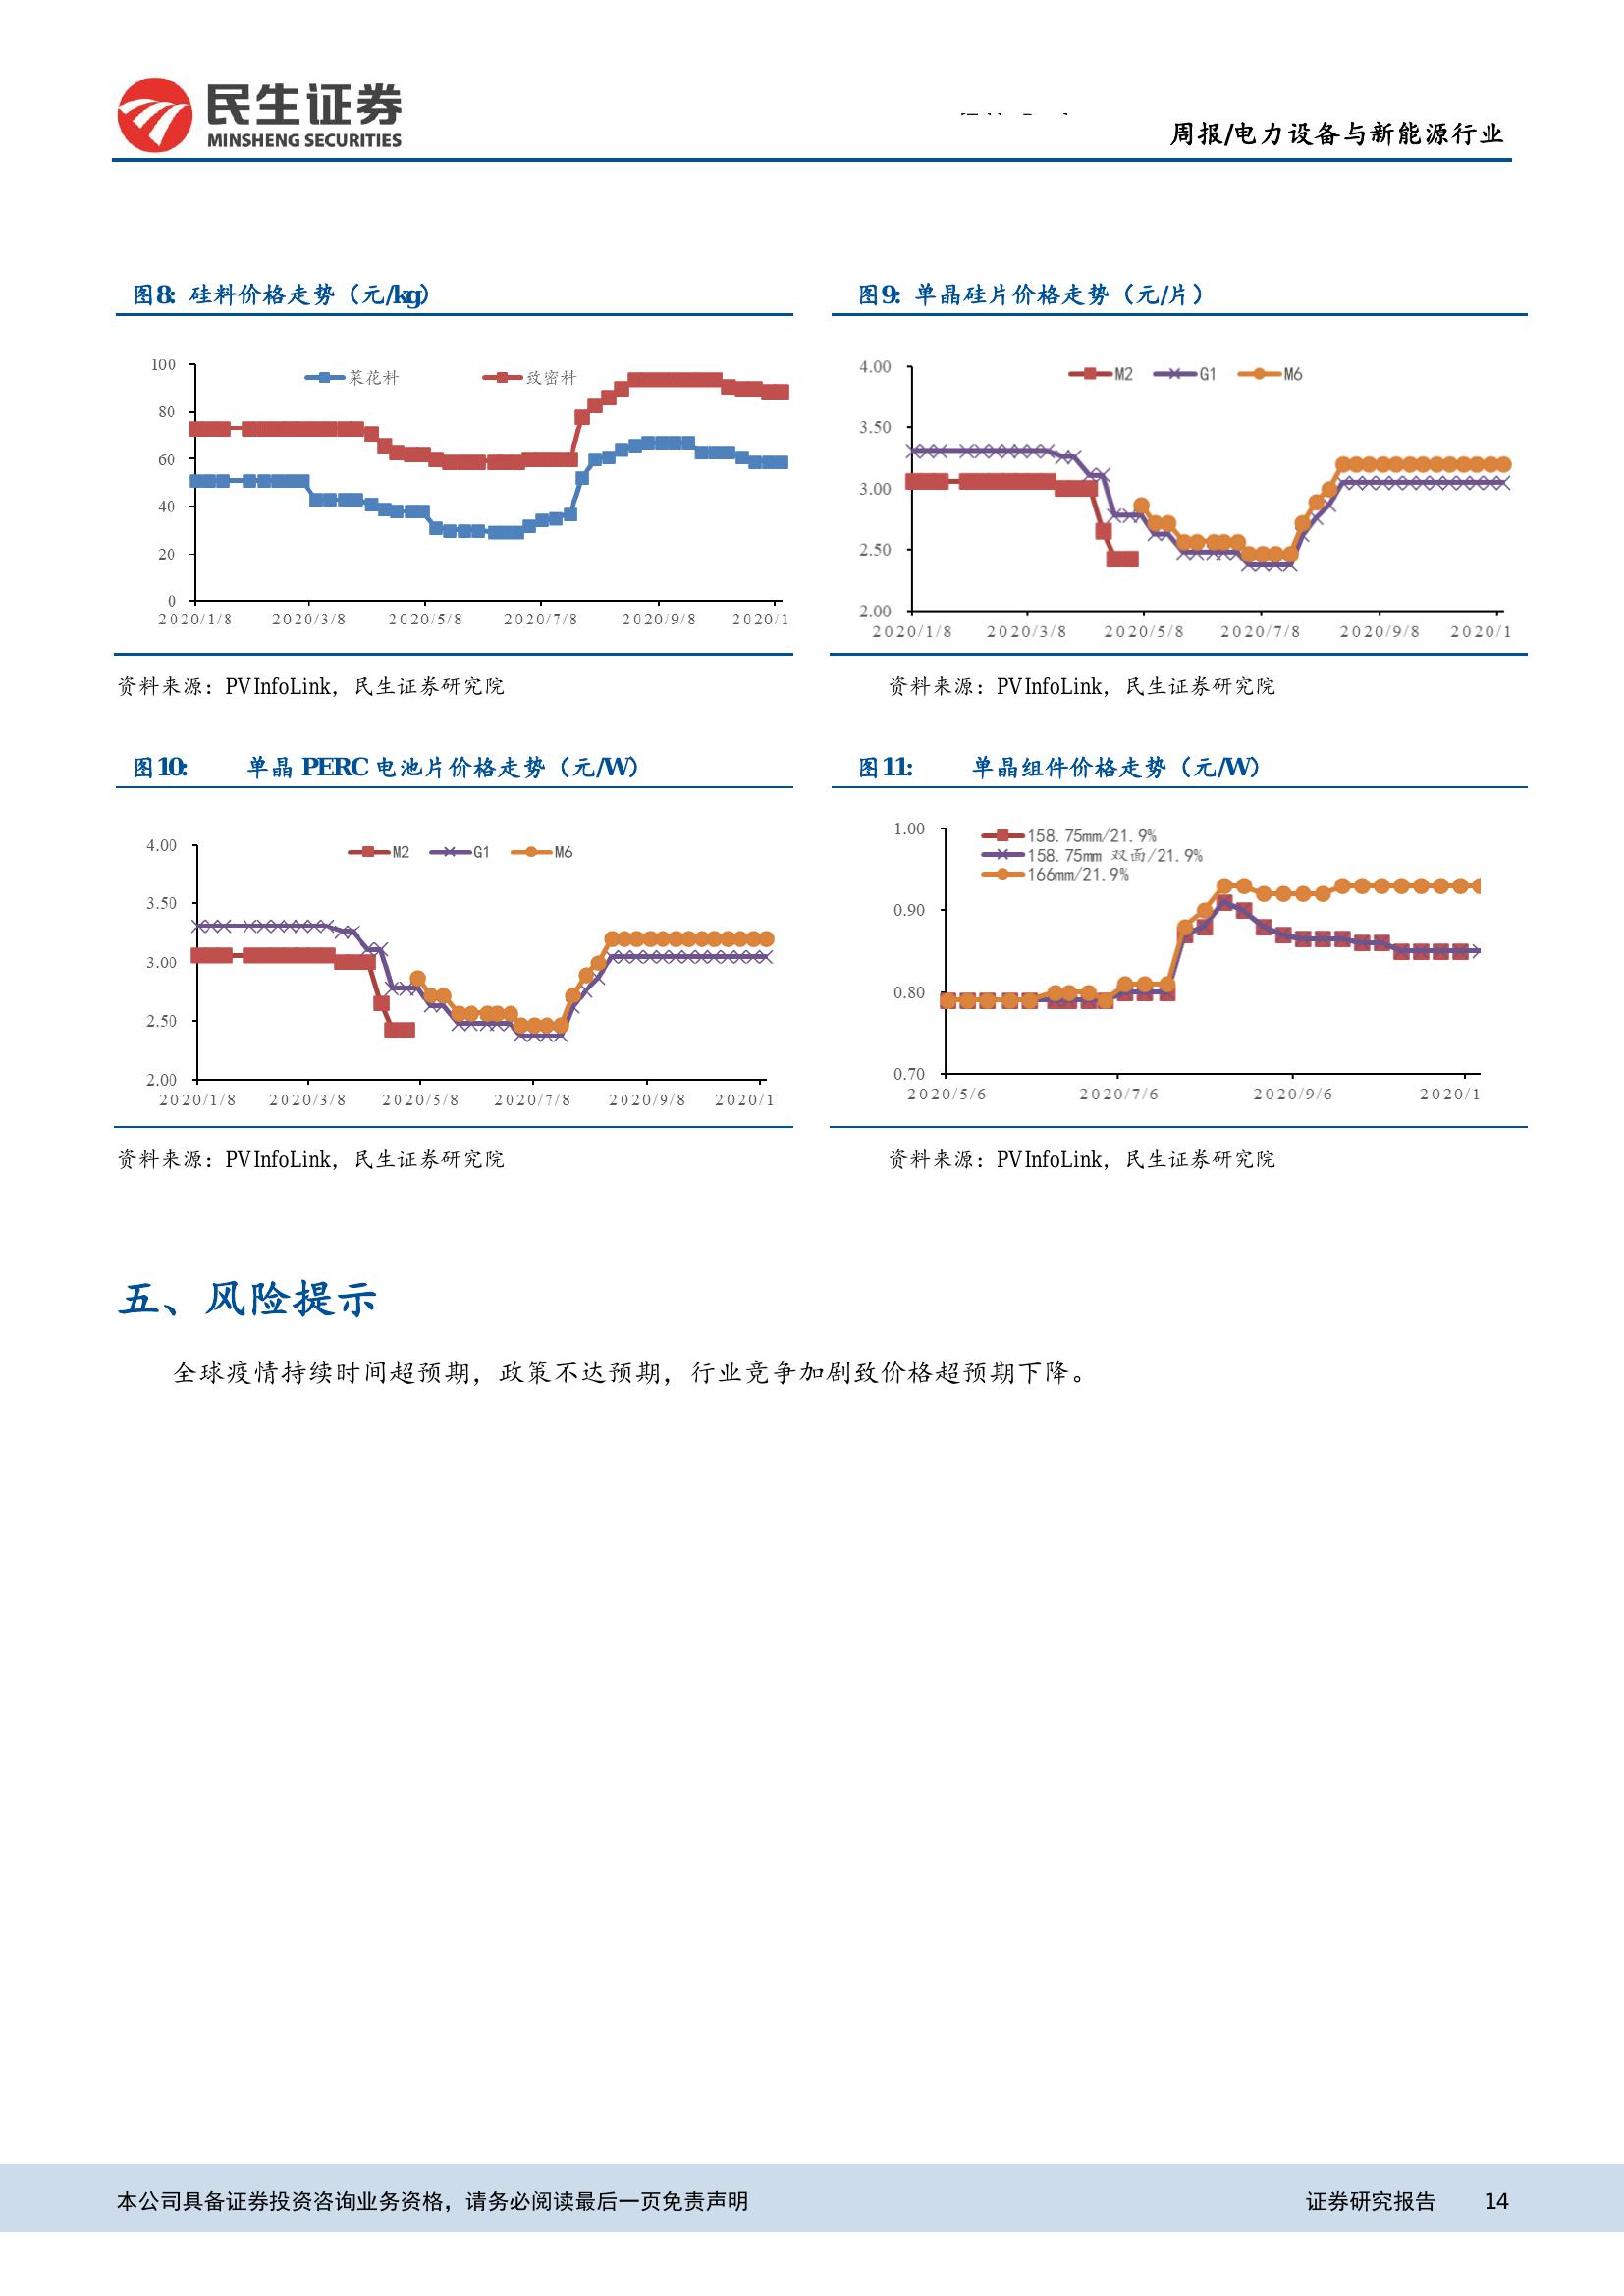 民生证券
MINSHENG SECURITIES
周报/电力设备与新能源行业
图8: 硅料价格走势（元/kg）
100
80
60
40
20
0
菜花料 致密料
2020/1/8 2020/3/8 2020/5/8 2020/7/8 2020/9/8 2020/1
资料来源：PVInfoLink，民生证券研究院
图9: 单晶硅片价格走势（元/片）
4.00
3.50
3.00
2.50
2.00
M2 G1 M6
2020/1/8 2020/3/8 2020/5/8 2020/7/8 2020/9/8 2020/1
资料来源：PVInfoLink，民生证券研究院
图10: 单晶 PERC 电池片价格走势（元/W）
4.00
3.50
3.00
2.50
2.00
M2 G1 M6
2020/1/8 2020/3/8 2020/5/8 2020/7/8 2020/9/8 2020/1
资料来源：PVInfoLink，民生证券研究院
图11: 单晶组件价格走势（元/W）
1.00
0.90
0.80
0.70
158.75mm/21.9%
158.75mm 双面/21.9%
166mm/21.9%
2020/5/6 2020/7/6 2020/9/6 2020/1
资料来源：PVInfoLink，民生证券研究院
五、风险提示
全球疫情持续时间超预期，政策不达预期，行业竞争加剧致价格超预期下降。
本公司具备证券投资咨询业务资格，请务必阅读最后一页免责声明
证券研究报告 14